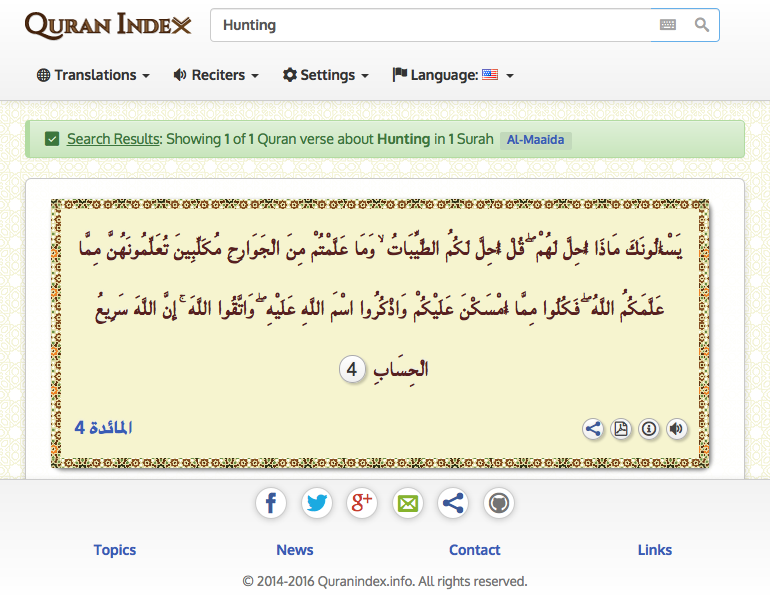 QURAN INDEX
Hunting
Translations
Reciters
Settings
Language:
Search Results: Showing 1 of 1 Quran verse about Hunting in 1 Surah Al-Maaida
يَسْأَلُونَكَ مَاذَا أُحِلَّ لَهُمْ ۖ قُلْ أُحِلَّ لَكُمُ الطَّيِّبَاتُ ۙ وَمَا عَلَّمْتُمْ مِنَ الْجَوَارِحِ مُكَلِّبِينَ تُعَلِّمُونَهُنَّ مِمَّا
عَلَّمَكُمُ اللَّهُ ۖ فَكُلُوا مِمَّا أَمْسَكْنَ عَلَيْكُمْ وَاذْكُرُوا اسْمَ اللَّهِ عَلَيْهِ ۖ وَاتَّقُوا اللَّهَ ۚ إِنَّ اللَّهَ سَرِيعُ
الْحِسَابِ 4
المائدة 4
Topics
News
Contact
Links
© 2014-2016 Quranindex.info. All rights reserved.